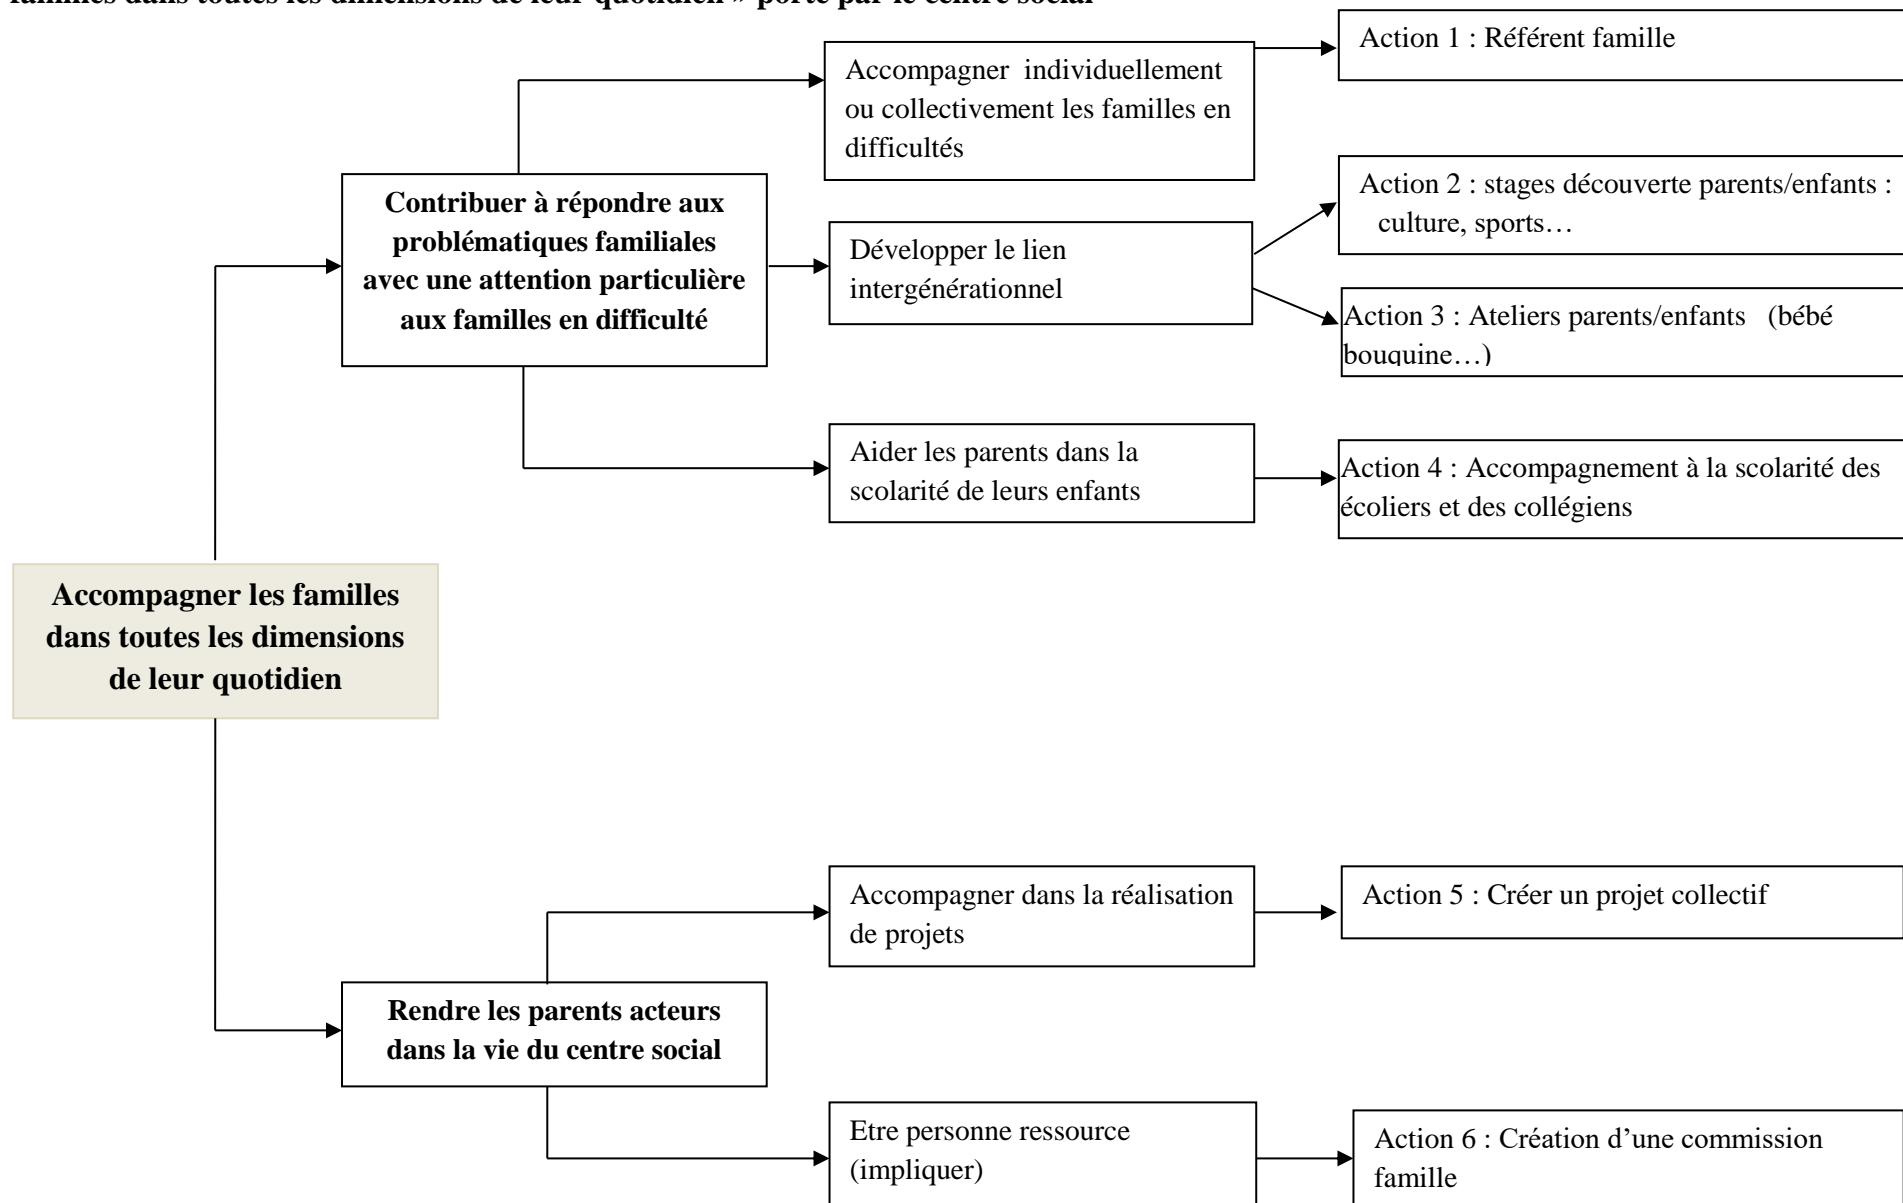 familles dans toutes les dimensions de leur quotidien » porté par le centre social
Action 1 : Référent famille
Accompagner individuellement
ou collectivement les familles en
difficultés
Action 2 : stages découverte parents/enfants :
culture, sports…
Contribuer à répondre aux
problématiques familiales
avec une attention particulière
aux familles en difficulté
Développer le lien
intergénérationnel
Action 3 : Ateliers parents/enfants (bébé
bouquine…)
Aider les parents dans la
scolarité de leurs enfants
Action 4 : Accompagnement à la scolarité des
écoliers et des collégiens
Accompagner les familles
dans toutes les dimensions
de leur quotidien
Accompagner dans la réalisation
de projets
Action 5 : Créer un projet collectif
Rendre les parents acteurs
dans la vie du centre social
Etre personne ressource
(impliquer)
Action 6 : Création d’une commission
famille